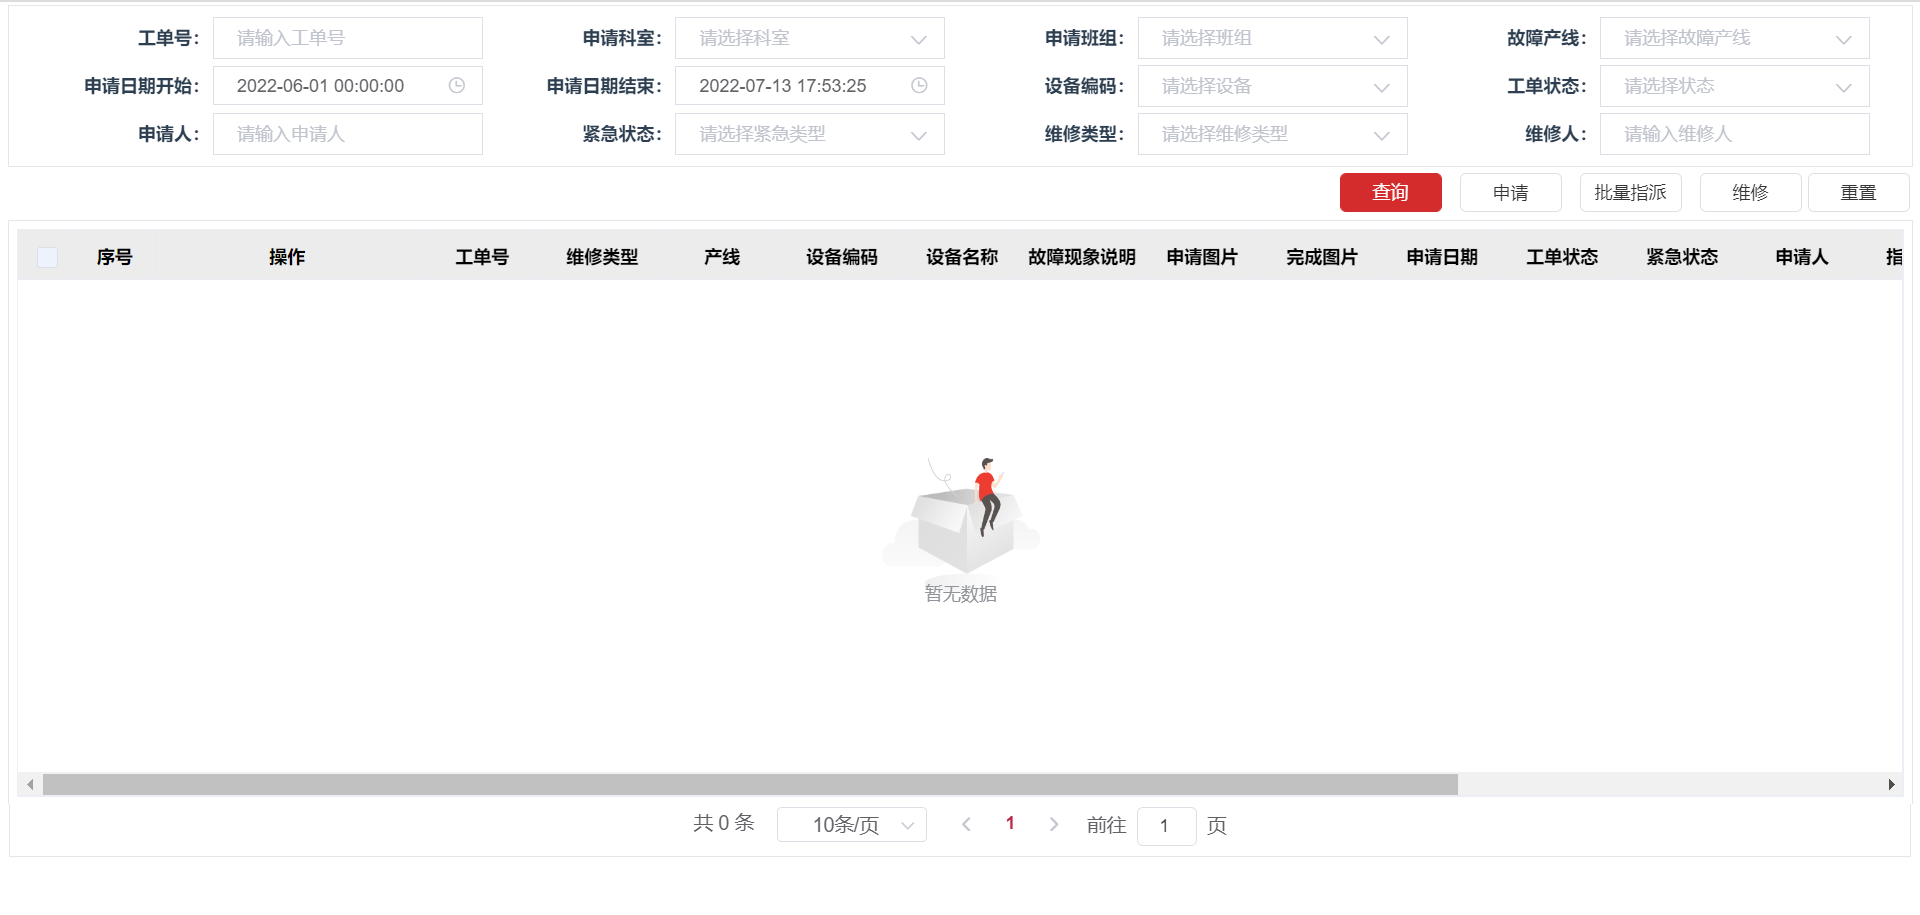 工单号: 请输入工单号 申请科室: 请选择科室 申请班组: 请选择班组 故障产线: 请选择故障产线
申请日期开始: 2022-06-01 00:00:00 申请日期结束: 2022-07-13 17:53:25 设备编码: 请选择设备 工单状态: 请选择状态
申请人: 请输入申请人 紧急状态: 请选择紧急类型 维修类型: 请选择维修类型 维修人: 请输入维修人
查询 申请 批量指派 维修 重置
序号 操作 工单号 维修类型 产线 设备编码 设备名称 故障现象说明 申请图片 完成图片 申请日期 工单状态 紧急状态 申请人 指
暂无数据
共 0 条 10条/页 1 前往 1 页